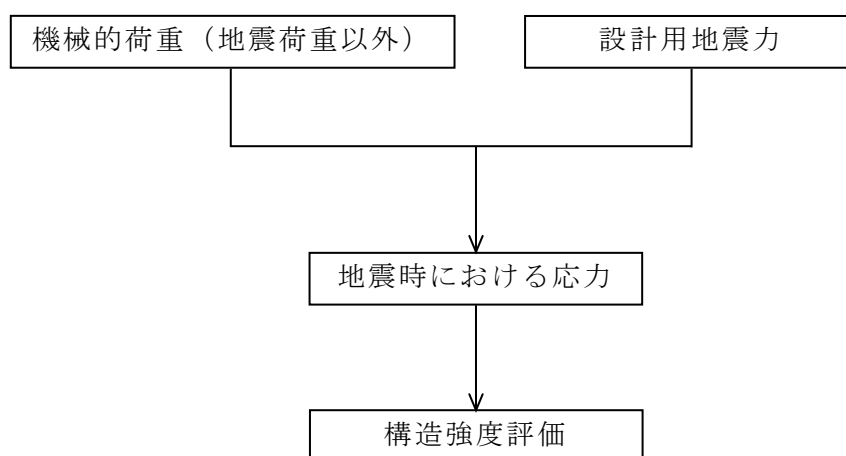 機械的荷重（地震荷重以外）
設計用地震力
地震時における応力
構造強度評価